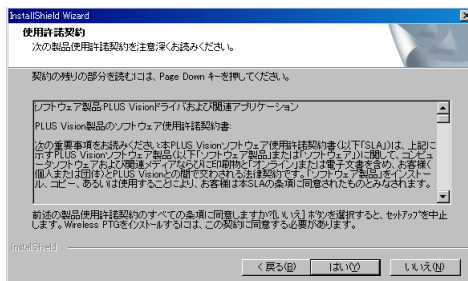 InstallShield Wizard
使用許諾契約
次の製品使用許諾契約を注意深くお読みください。
契約の残りの部分を読むには、Page Down キーを押してください。
ソフトウェア製品 PLUS Visionドライバおよび関連アプリケーション
PLUS Vision製品のソフトウェア使用許諾契約書:
次の重要事項をお読みください:本PLUS Visionソフトウェア使用許諾契約書(以下「SLA」)は、上記に
示すPLUS Visionソフトウェア製品(以下「ソフトウェア製品」または「ソフトウェア」)に関して、コンピュ
ータソフトウェアおよび関連メディアならびに印刷物と「オンライン」または電子文書を含め、お客様(
個人または団体)とPLUS Visionとの間で交わされる法律契約です。「ソフトウェア製品」をインストー
ル、コピー、あるいは使用することにより、お客様は本SLAの条項に同意されたものとみなされます。
前述の製品使用許諾契約のすべての条項に同意しますか?[いいえ] ボタンを選択すると、セットアップを中止
します。Wireless PTGをインストールするには、この契約に同意する必要があります。
InstallShield
< 戻る(B)
はい(Y)
いいえ(N)